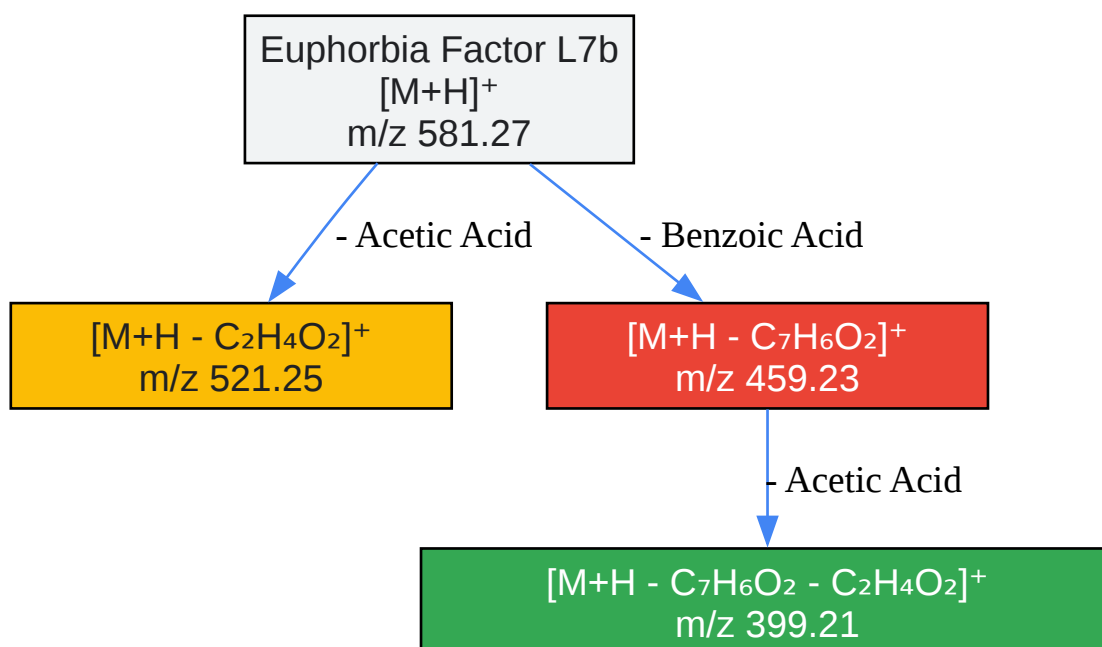 Euphorbia Factor L7b
[M+H]⁺
m/z 581.27
- Acetic Acid
- Benzoic Acid
[M+H - C₂H₄O₂]⁺
m/z 521.25
[M+H - C₇H₆O₂]⁺
m/z 459.23
- Acetic Acid
[M+H - C₇H₆O₂ - C₂H₄O₂]⁺
m/z 399.21